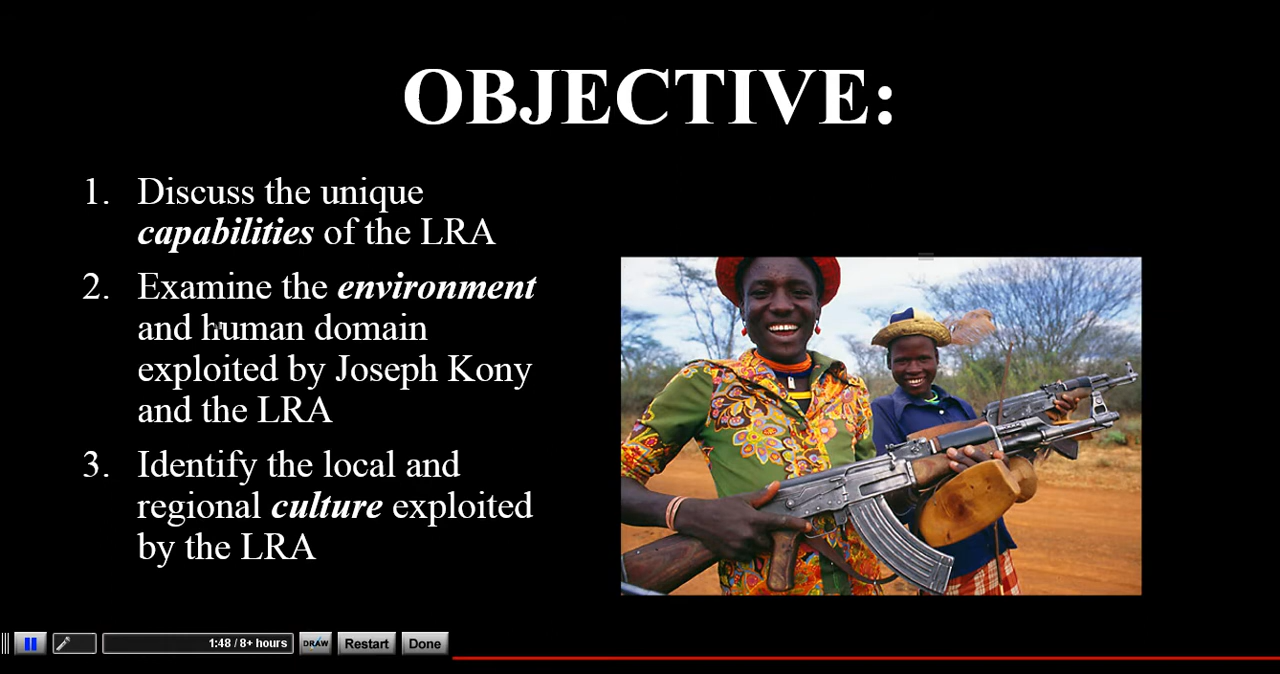 OBJECTIVE:
1. Discuss the unique
capabilities of the LRA
2. Examine the environment
and human domain
exploited by Joseph Kony
and the LRA
3. Identify the local and
regional culture exploited
by the LRA
1:48 / 8+ hours DRAW Restart Done